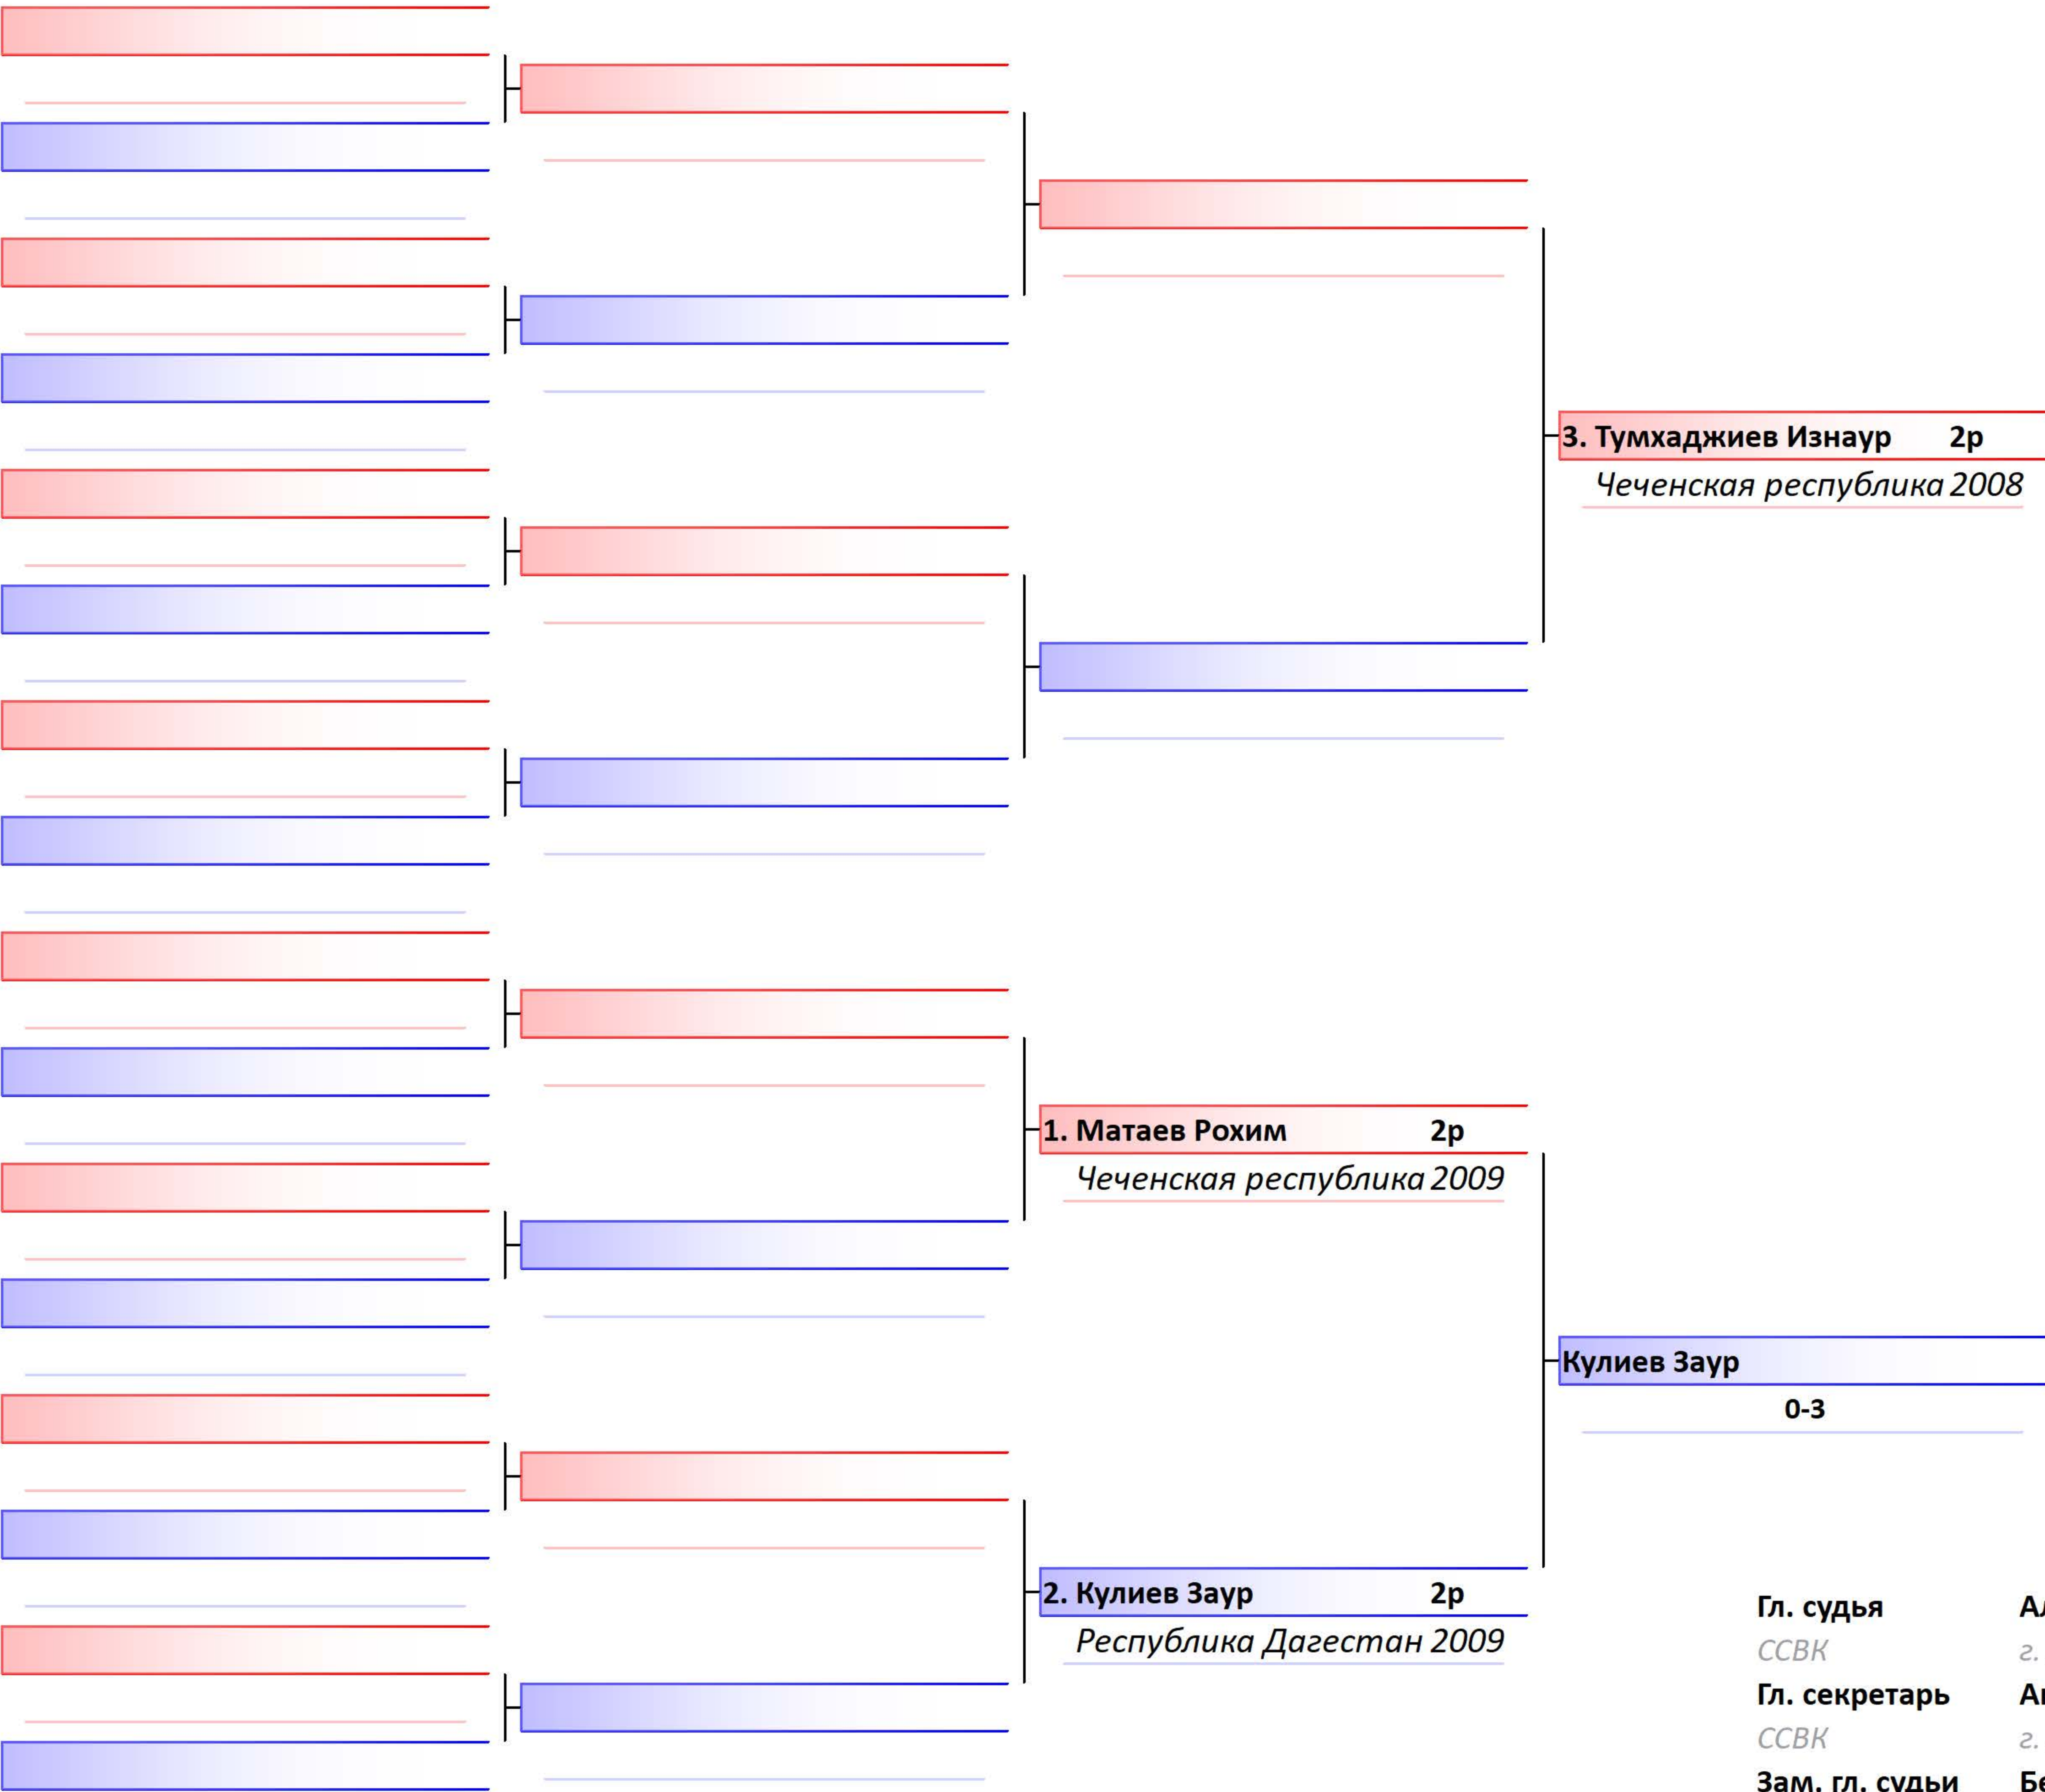 3. Тумхаджиев Изнаур 2р
Чеченская республика 2008
1. Матаев Рохим 2р
Чеченская республика 2009
Кулиев Заур
0-3
2. Кулиев Заур 2р
Республика Дагестан 2009
Гл. судья
ССВК г.
Гл. секретарь
ССВК г.
Зам. гл. судьи